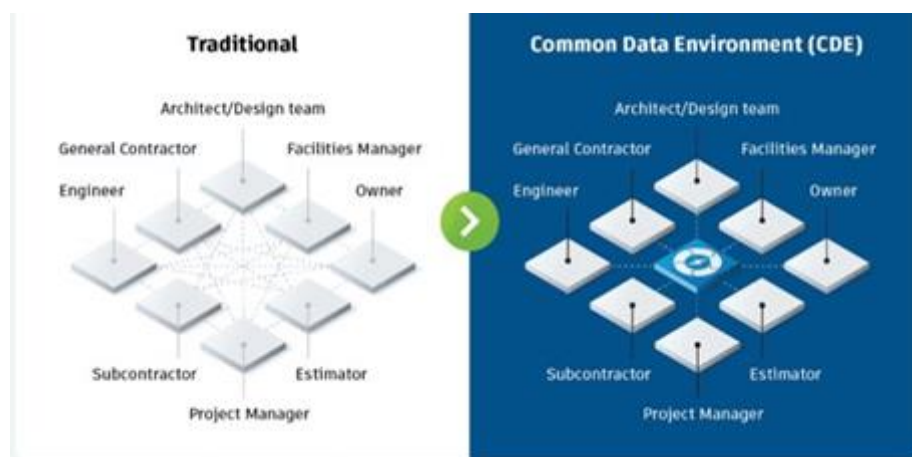 Traditional
Architect/Design team
General Contractor
Facilities Manager
Engineer
Owner
Subcontractor
Estimator
Project Manager
Common Data Environment (CDE)
Architect/Design team
General Contractor
Facilities Manager
Engineer
Owner
Subcontractor
Estimator
Project Manager